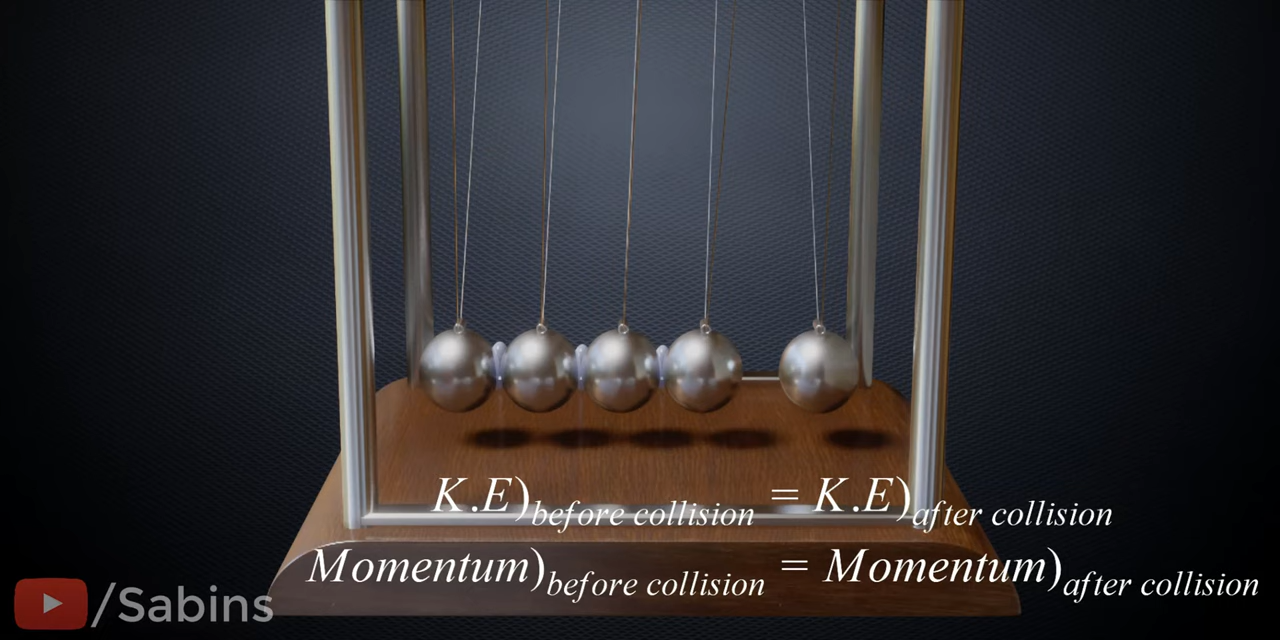 K.E)before collision = K.E)after collision
Momentum)before collision = Momentum)after collision
/Sabins